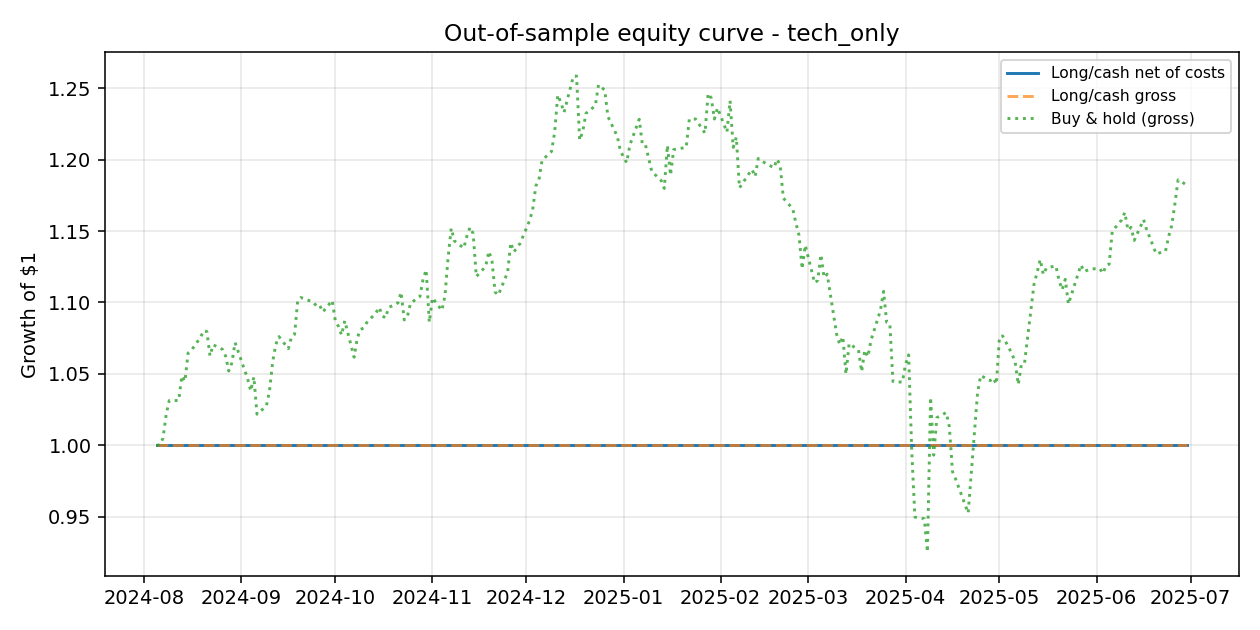 Out-of-sample equity curve - tech_only
Long/cash net of costs
Long/cash gross
Buy & hold (gross)
Growth of $1
1.25
1.20
1.15
1.10
1.05
1.00
0.95
2024-08 2024-09 2024-10 2024-11 2024-12 2025-01 2025-02 2025-03 2025-04 2025-05 2025-06 2025-07